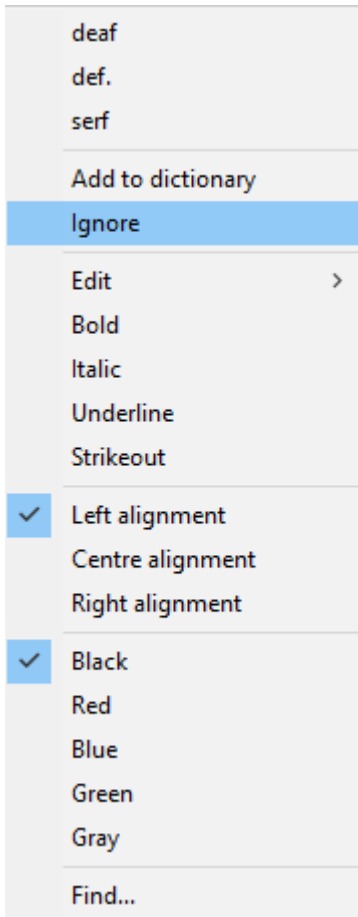 deaf
def.
serf
Add to dictionary
Ignore
Edit
Bold
Italic
Underline
Strikeout
Left alignment
Centre alignment
Right alignment
Black
Red
Blue
Green
Gray
Find...